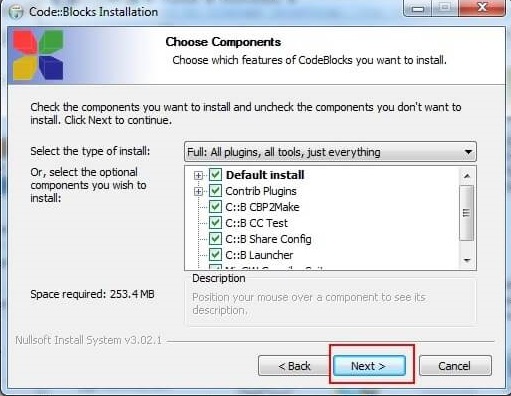 Code::Blocks Installation
Choose Components
Choose which features of CodeBlocks you want to install.
Check the components you want to install and uncheck the components you don't want to
install. Click Next to continue.
Select the type of install:
Full: All plugins, all tools, just everything
Or, select the optional
components you wish to
install:
Default install
Contrib Plugins
C::B CBP2Make
C::B CC Test
C::B Share Config
C::B Launcher
Space required: 253.4MB
Description
Position your mouse over a component to see its
description.
Nullsoft Install System v3.02.1
< Back
Next >
Cancel